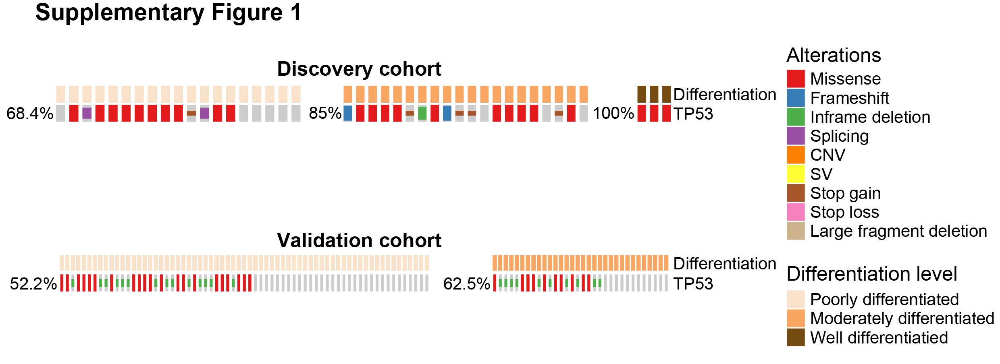 Supplementary Figure 1
Discovery cohort
68.4%
85%
100%
Differentiation
TP53
Validation cohort
52.2%
62.5%
Differentiation
TP53
Alterations
Missense
Frameshift
Inframe deletion
Splicing
CNV
SV
Stop gain
Stop loss
Large fragment deletion
Differentiation level
Poorly differentiated
Moderately differentiated
Well differentiatied